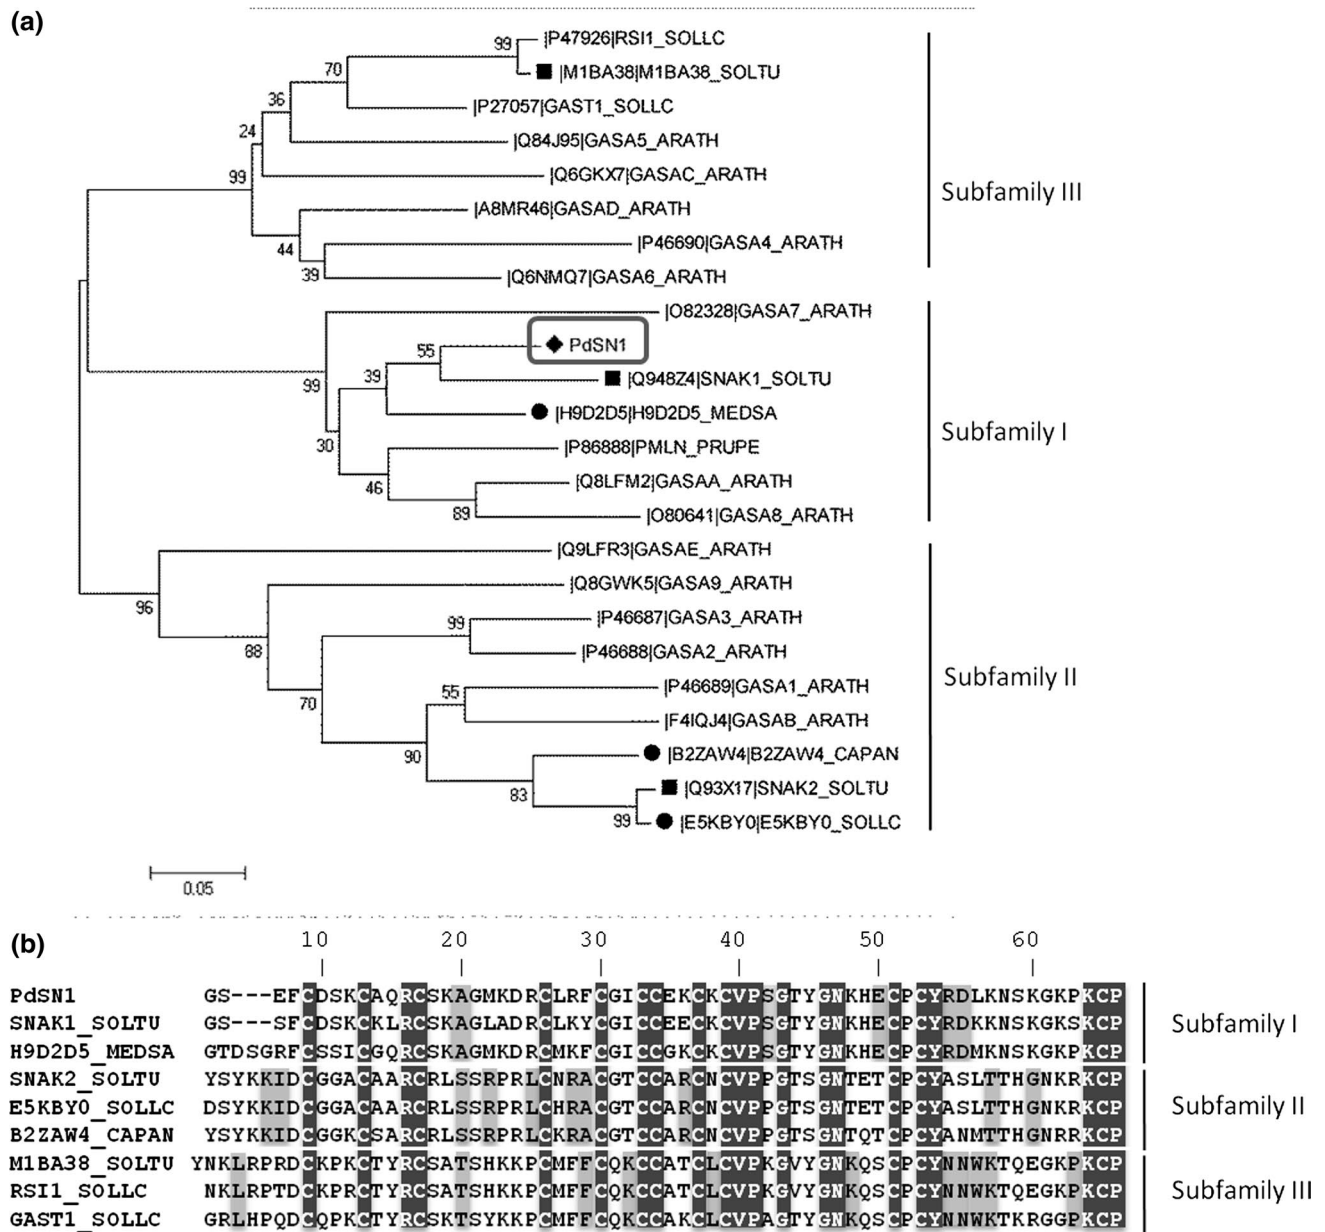 (a)
99
|P47926|RSI1_SOLLC
70
|M1BA38|M1BA38_SOLTU
36
|P27057|GAST1_SOLLC
24
|Q84J95|GASA5_ARATH
99
|Q6GKX7|GASAC_ARATH
Subfamily III
|A8MR46|GASAD_ARATH
44
|P46690|GASA4_ARATH
39
|Q6NMQ7|GASA6_ARATH
|O82328|GASA7_ARATH
55
PdSN1
39
|Q948Z4|SNAK1_SOLTU
99
|H9D2D5|H9D2D5_MEDSA
Subfamily I
30
|P86888|PMLN_PRUPE
46
|Q8LFM2|GASAA_ARATH
89
|O80641|GASA8_ARATH
|Q9LFR3|GASAE_ARATH
96
|Q8GWK5|GASA9_ARATH
99
|P46687|GASA3_ARATH
88
|P46688|GASA2_ARATH
Subfamily II
70
55
|P46689|GASA1_ARATH
|F4IQJ4|GASAB_ARATH
90
|B2ZAW4|B2ZAW4_CAPAN
83
|Q93X17|SNAK2_SOLTU
99
|E5KBY0|E5KBY0_SOLLC
0.05
(b)
10 20 30 40 50 60
PdSN1 GS---EFCDSKCAQRCSKAGMKDRCLRFCGICCEKCKCVPSGTYGNKHECPCYRDLKNSKGKPKCP
SNAK1_SOLTU GS---SFCDSKCKLRCSKAGLADRCLKYCGICCEECKCVPSGTYGNKHECPCYRDKKNSKGKSKCP
Subfamily I
H9D2D5_MEDSA GTDSGRFCSSICGQRCSKAGMKDRCMKFCGICCGKCKCVPSGTYGNKHECPCYRDMKNSKGKPKCP
SNAK2_SOLTU YSYKKIDCGGACAARCRLSSRPRLCNRACGTCCARCNCVPPGTSGNTETCPCYASLTTHGNKRKCP
E5KBY0_SOLLC DSYKKIDCGGACAARCRLSSRPRLCHRACGTCCARCNCVPPGTSGNTETCPCYASLTTHGNKRKCP
Subfamily II
B2ZAW4_CAPAN YSYKKIDCGGKCSARCRLSSRPRLCKRACGTCCARCNCVPPGTSGNTQTCPCYANMTTHGNRRKCP
M1BA38_SOLTU YNKLRPRDCKPKCTYRCSATSHKKPCMFFCQKCCATCLCVPKGVYGNKQSCPCYNNWKTQEGKPKCP
RSI1_SOLLC NKLRPTDCKPRCTYRCSATSHKKPCMFFCQKCCATCLCVPKGVYGNKQSCPCYNNWKTQEGKPKCP
Subfamily III
GAST1_SOLLC GRLHPQDCQPKCTYRCSKTSYKKPCMFFCQKCCAKCLCVPAGTYGNKQSCPCYNNWKTKRGGPKCP